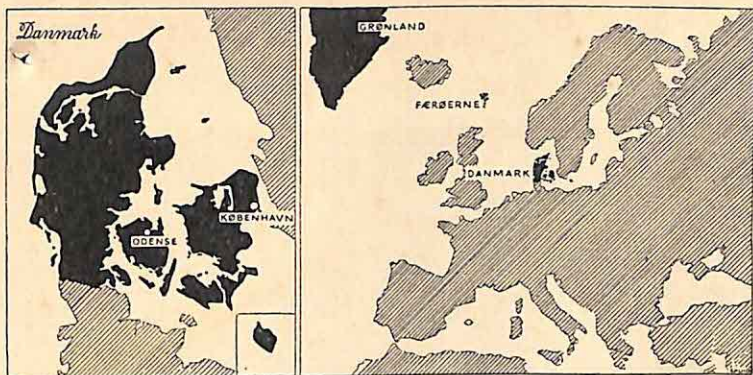 Danmark
KØBENHAVN
ODENSE
GRØNLAND
FÆRØERNE
DANMARK